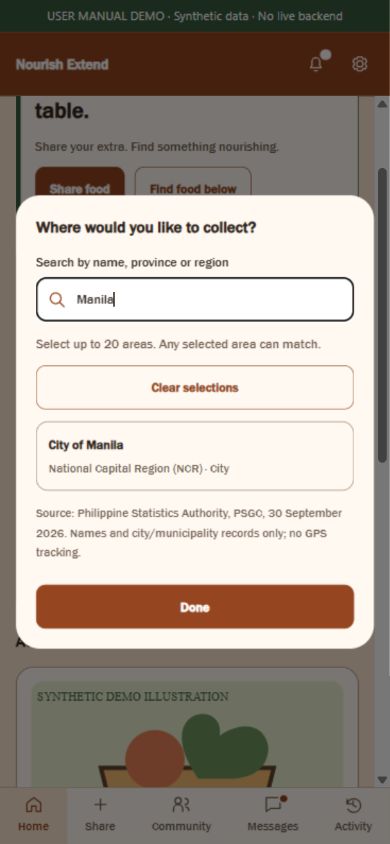 USER MANUAL DEMO · Synthetic data · No live backend
Nourish Extend
table.
Share your extra. Find something nourishing.
Share food
Find food below
Where would you like to collect?
Search by name, province or region
Manila
Select up to 20 areas. Any selected area can match.
Clear selections
City of Manila
National Capital Region (NCR) · City
Source: Philippine Statistics Authority, PSGC, 30 September
2026. Names and city/municipality records only; no GPS
tracking.
Done
SYNTHETIC DEMO ILLUSTRATION
Home
Share
Community
Messages
Activity